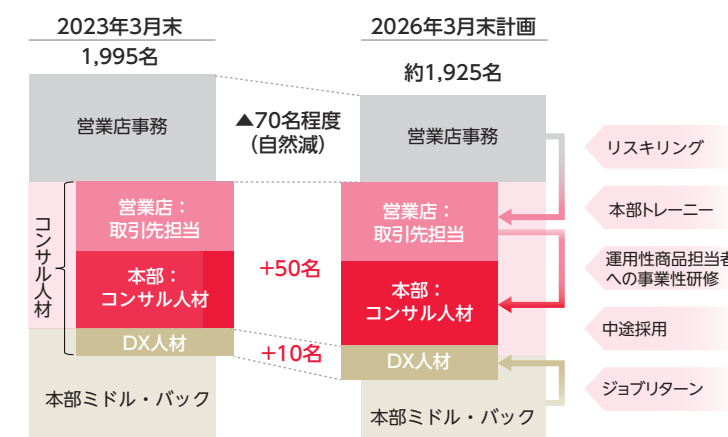 2023年3月末
1,995名
2026年3月末計画
約1,925名
営業店事務
▲70名程度
(自然減)
営業店事務
コンサル人材
営業店：
取引先担当
本部：
コンサル人材
DX人材
本部ミドル・バック
+50名
+10名
営業店：
取引先担当
本部：
コンサル人材
DX人材
本部ミドル・バック
リスキリング
本部トレーニー
運用性商品担当者
への事業性研修
中途採用
ジョブリターン